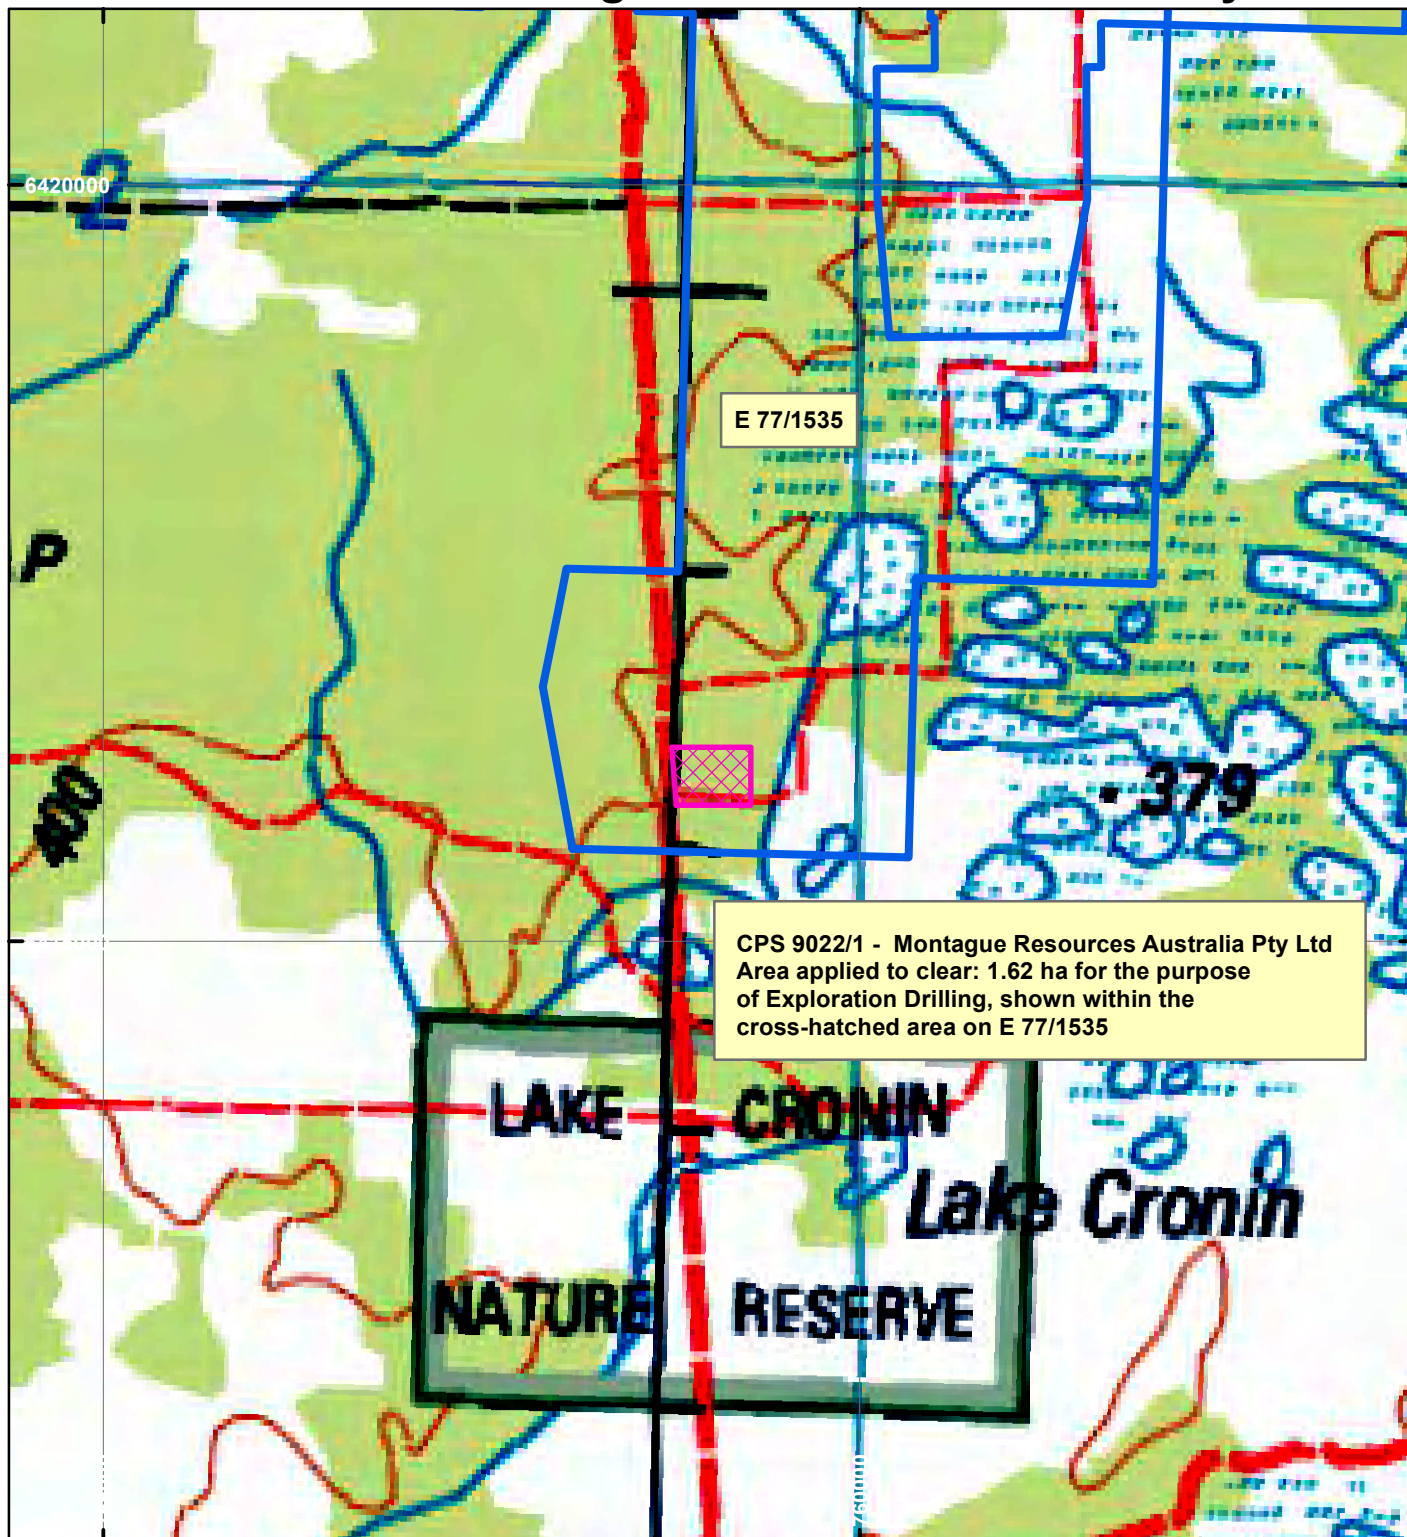 6420000
2
E 77/1535
P
400
379
CPS 9022/1 - Montague Resources Australia Pty Ltd
Area applied to clear: 1.62 ha for the purpose
of Exploration Drilling, shown within the
cross-hatched area on E 77/1535
LAKE CRONIN
Lake Cronin
NATURE RESERVE
760000